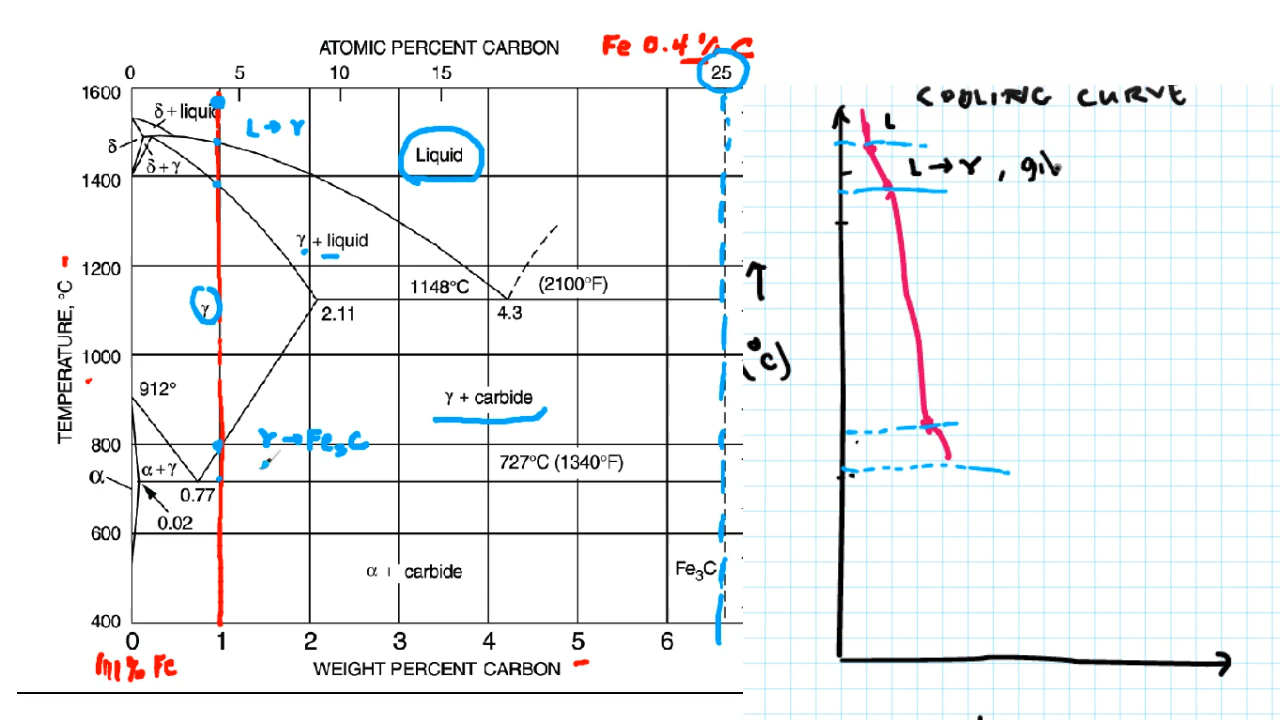 ATOMIC PERCENT CARBON
Fe 0.4% C
0 5 10 15 25
1600
1400
1200
1000
800
600
400
TEMPERATURE, °C
δ + liquid
δ
δ + γ
L → γ
Liquid
γ + liquid
γ
1148°C
(2100°F)
2.11
4.3
912°
γ + carbide
γ → Fe3C
727°C (1340°F)
α
α + γ
0.77
0.02
α + carbide
Fe3C
0 1 2 3 4 5 6
WEIGHT PERCENT CARBON
% Fe
COOLING CURVE
L
L → γ,
T
(°C)